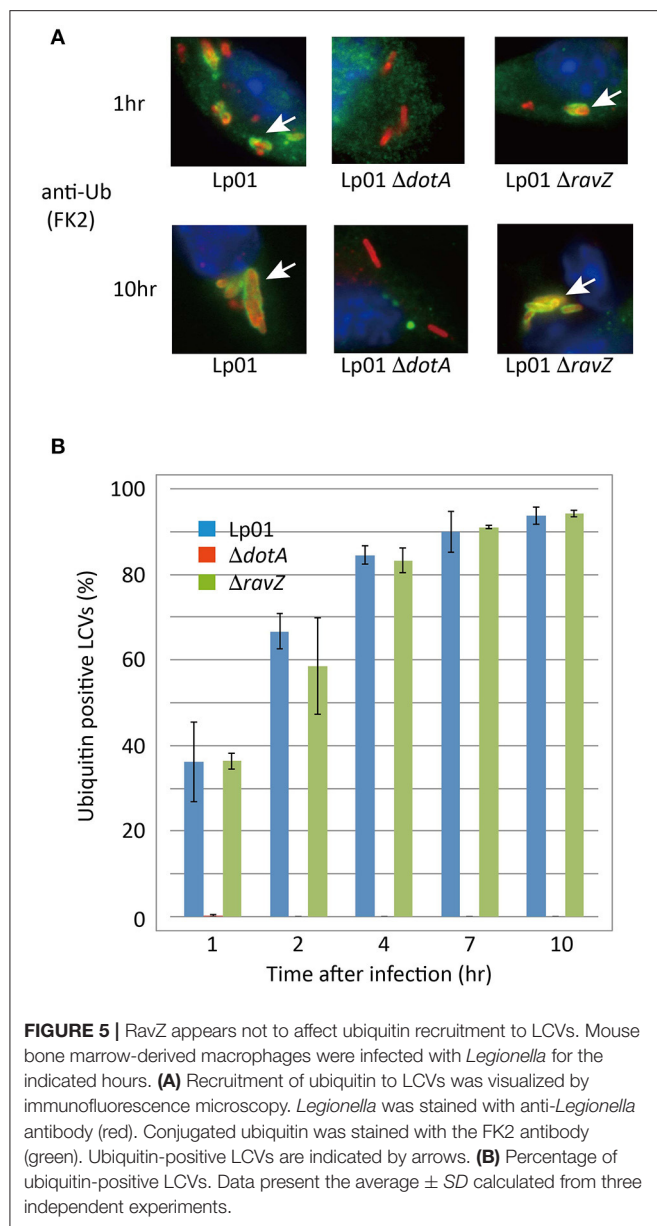 A
1hr
Lp01
Lp01 ΔdotA
Lp01 ΔravZ
anti-Ub
(FK2)
10hr
Lp01
Lp01 ΔdotA
Lp01 ΔravZ
B
Ubiquitin positive LCVs (%)
100
80
60
40
20
0
Lp01
ΔdotA
ΔravZ
1 2 4 7 10
Time after infection (hr)
FIGURE 5 | RavZ appears not to affect ubiquitin recruitment to LCVs. Mouse
bone marrow-derived macrophages were infected with Legionella for the
indicated hours. (A) Recruitment of ubiquitin to LCVs was visualized by
immunofluorescence microscopy. Legionella was stained with anti-Legionella
antibody (red). Conjugated ubiquitin was stained with the FK2 antibody
(green). Ubiquitin-positive LCVs are indicated by arrows. (B) Percentage of
ubiquitin-positive LCVs. Data present the average ± SD calculated from three
independent experiments.